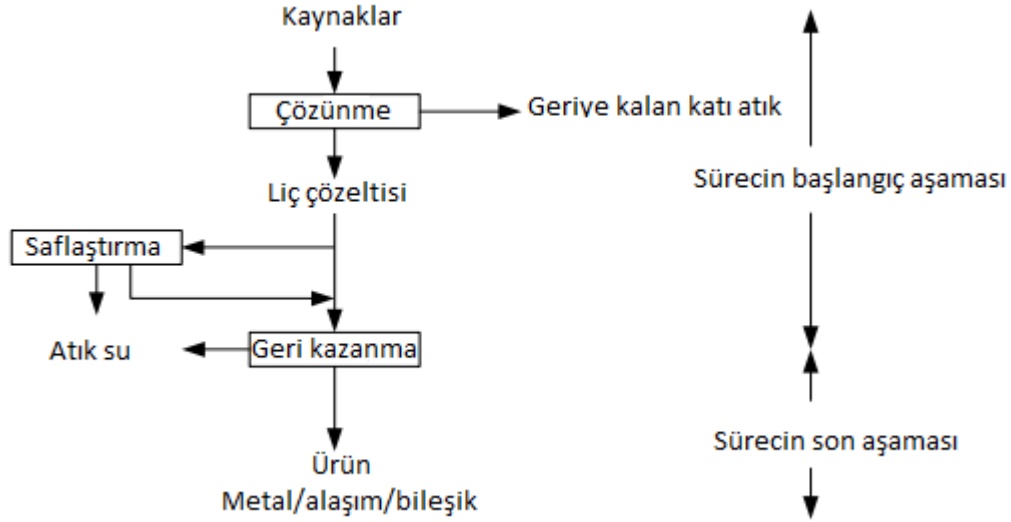 Kaynaklar
Çözünme
Geriye kalan katı atık
Liç çözeltisi
Sürecin başlangıç aşaması
Saflaştırma
Atık su
Geri kazanma
Sürecin son aşaması
Ürün
Metal/alaşım/bileşik